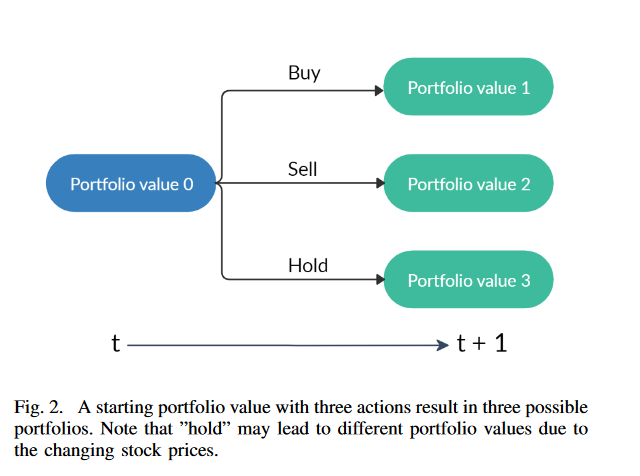 Buy
Portfolio value 1
Portfolio value 0
Sell
Portfolio value 2
Hold
Portfolio value 3
t
t + 1
Fig. 2. A starting portfolio value with three actions result in three possible
portfolios. Note that ”hold” may lead to different portfolio values due to
the changing stock prices.